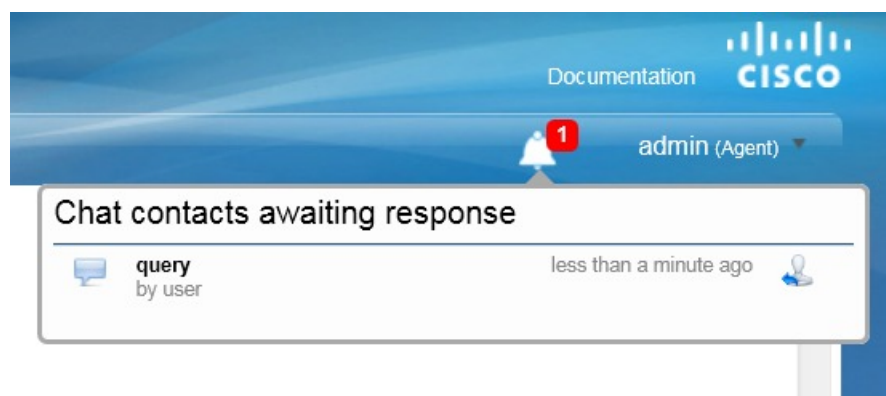 CISCO
Documentation
1
admin (Agent)
Chat contacts awaiting response
query
less than a minute ago
by user